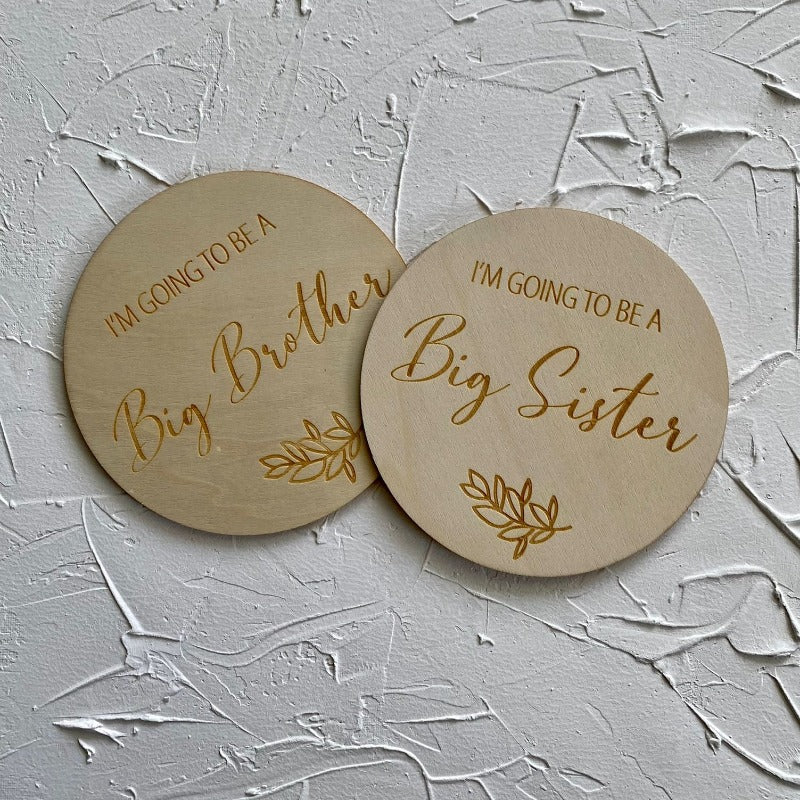 I'M GOING TO BE A
Big Brother
I'M GOING TO BE A
Big Sister